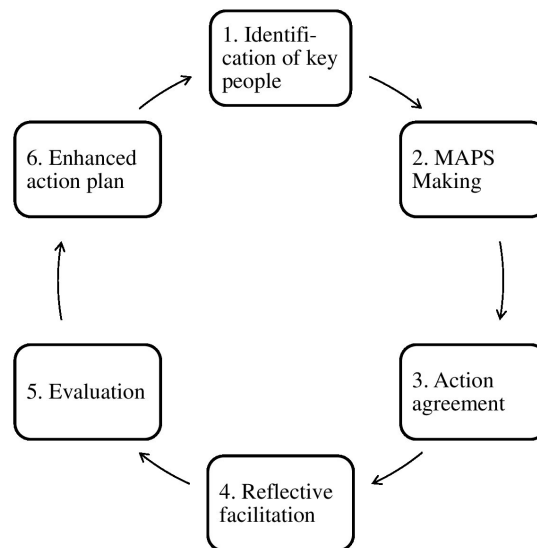 1. Identifi-
cation of key
people
2. MAPS
Making
3. Action
agreement
4. Reflective
facilitation
5. Evaluation
6. Enhanced
action plan